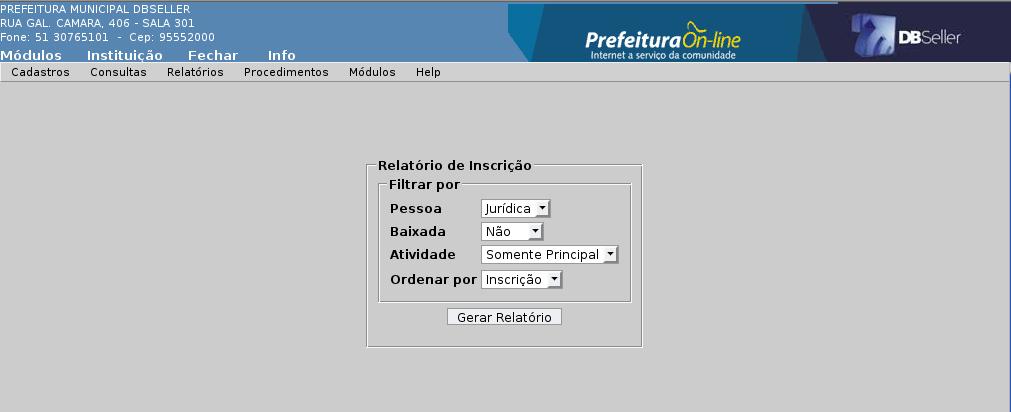 PREFEITURA MUNICIPAL DBSELLER
RUA GAL. CAMARA, 406 - SALA 301
Fone: 51 30765101 - Cep: 95552000
Módulos Instituição Fechar Info
PrefeituraOn-line
Internet a serviço da comunidade
DBSeller
Cadastros Consultas Relatórios Procedimentos Módulos Help
Relatório de Inscrição
Filtrar por
Pessoa Jurídica
Baixada Não
Atividade Somente Principal
Ordenar por Inscrição
Gerar Relatório